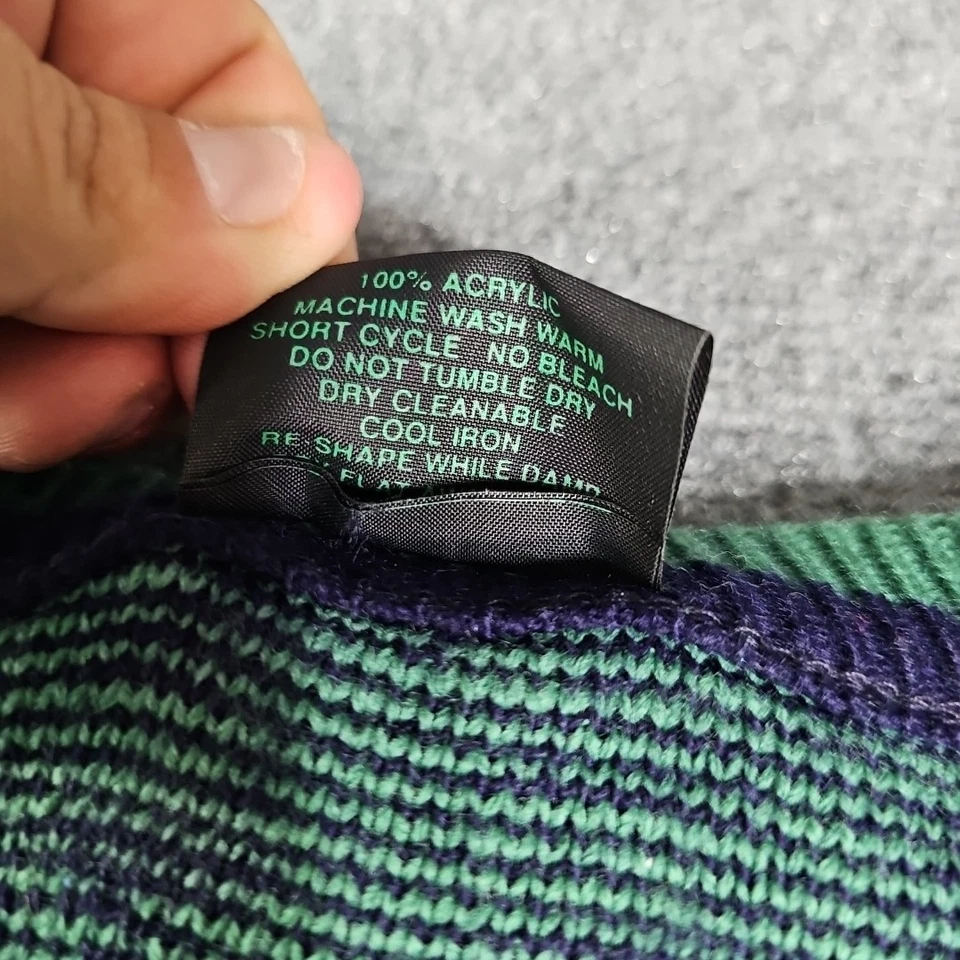 100% ACRYLIC
MACHINE WASH WARM
SHORT CYCLE NO BLEACH
DO NOT TUMBLE DRY
DRY CLEANABLE
COOL IRON
RE SHAPE WHILE DAMP
FLAT